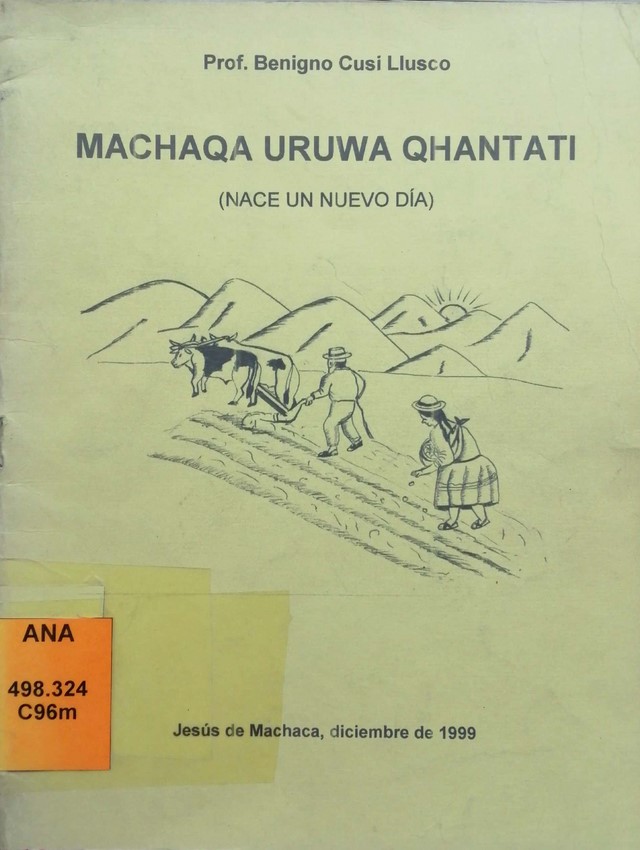 Prof. Benigno Cusi Llusco
MACHAQA URUWA QHANTATI
(NACE UN NUEVO DÍA)
ANA
498.324
C96m
Jesús de Machaca, diciembre de 1999